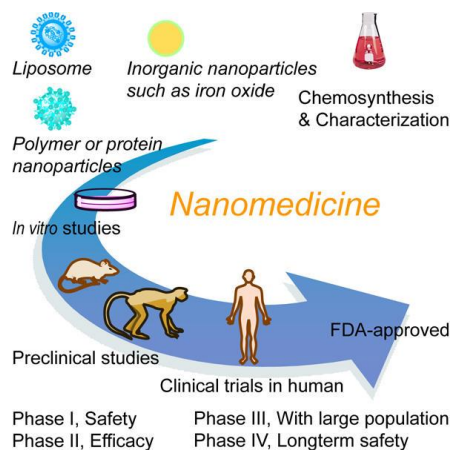 Liposome
Inorganic nanoparticles
such as iron oxide
Chemosynthesis
& Characterization
Polymer or protein
nanoparticles
Nanomedicine
In vitro studies
FDA-approved
Preclinical studies
Clinical trials in human
Phase I, Safety
Phase III, With large population
Phase II, Efficacy
Phase IV, Longterm safety